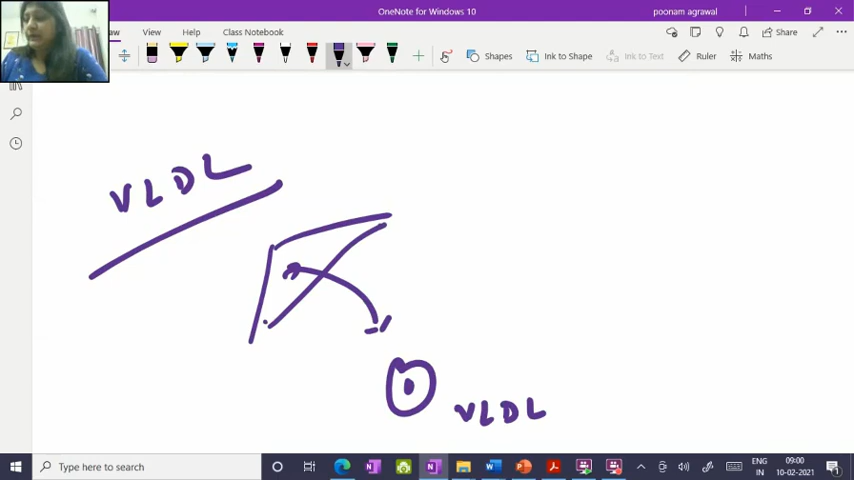 OneNote for Windows 10
poonam agrawal
View Help Class Notebook
Shapes Ink to Shape Ink to Text Ruler Maths
Share
VLDL
VLDL
Type here to search
ENG
IN
09:00
10-02-2021